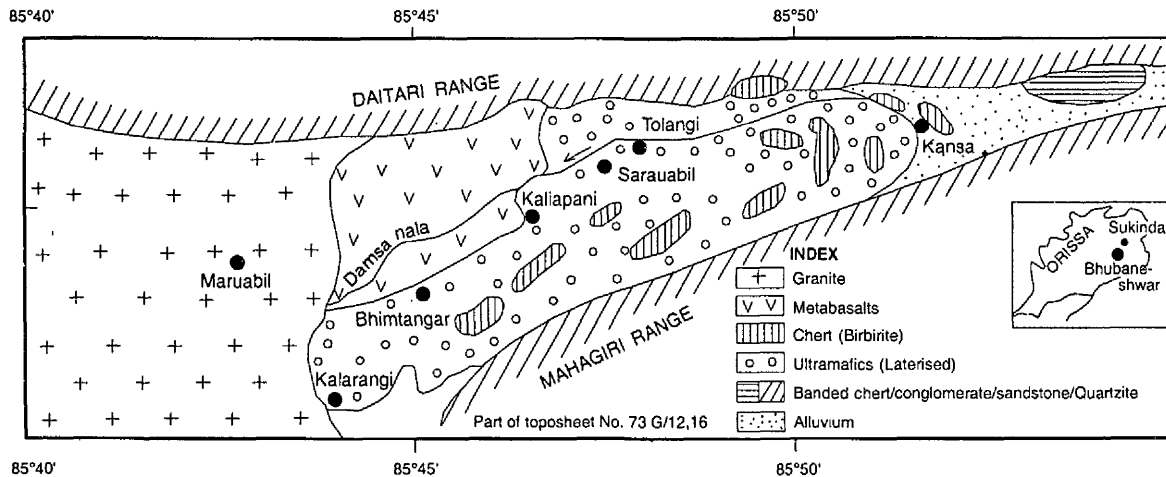 85°40'
85°45'
85°50'
DAITARI RANGE
Tolangi
Kansa
Sarauabil
Kaliapani
Damsa nala
Maruabil
Bhimtangar
Kalarangi
MAHAGIRI RANGE
Part of toposheet No. 73 G/12,16
INDEX
Granite
Metabasalts
Chert (Birbirite)
Ultramafics (Laterised)
Banded chert/conglomerate/sandstone/Quartzite
Alluvium
ORISSA
Sukinda
Bhubane-
shwar
85°40'
85°45'
85°50'